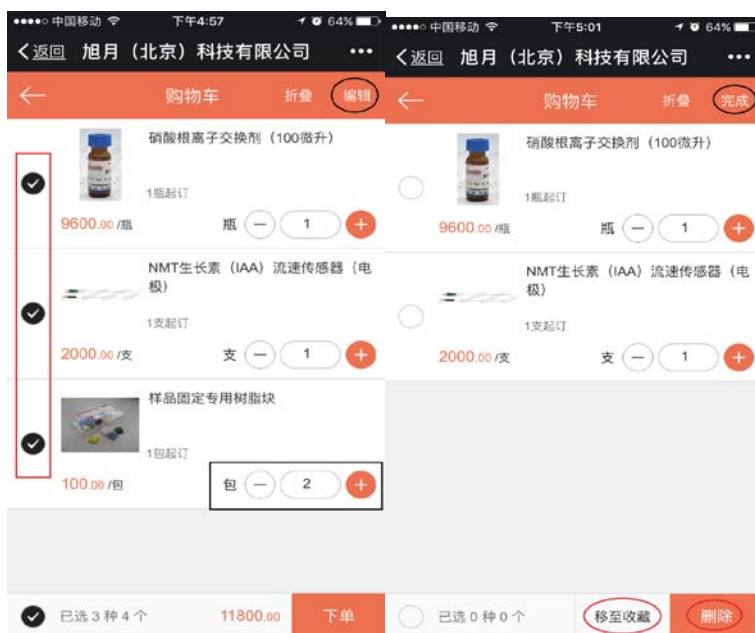 中国移动 下午4:57 64%
返回 旭月（北京）科技有限公司
购物车 折叠 编辑
硝酸根离子交换剂（100微升）
1瓶起订
9600.00 /瓶 瓶 1
NMT生长素（IAA）流速传感器（电
极）
1支起订
2000.00 /支 支 1
样品固定专用树脂块
1包起订
100.00 /包 包 2
已选3种4个 11800.00 下单
中国移动 下午5:01 64%
返回 旭月（北京）科技有限公司
购物车 折叠 完成
硝酸根离子交换剂（100微升）
1瓶起订
9600.00 /瓶 瓶 1
NMT生长素（IAA）流速传感器（电
极）
1支起订
2000.00 /支 支 1
已选0种0个 移至收藏 删除